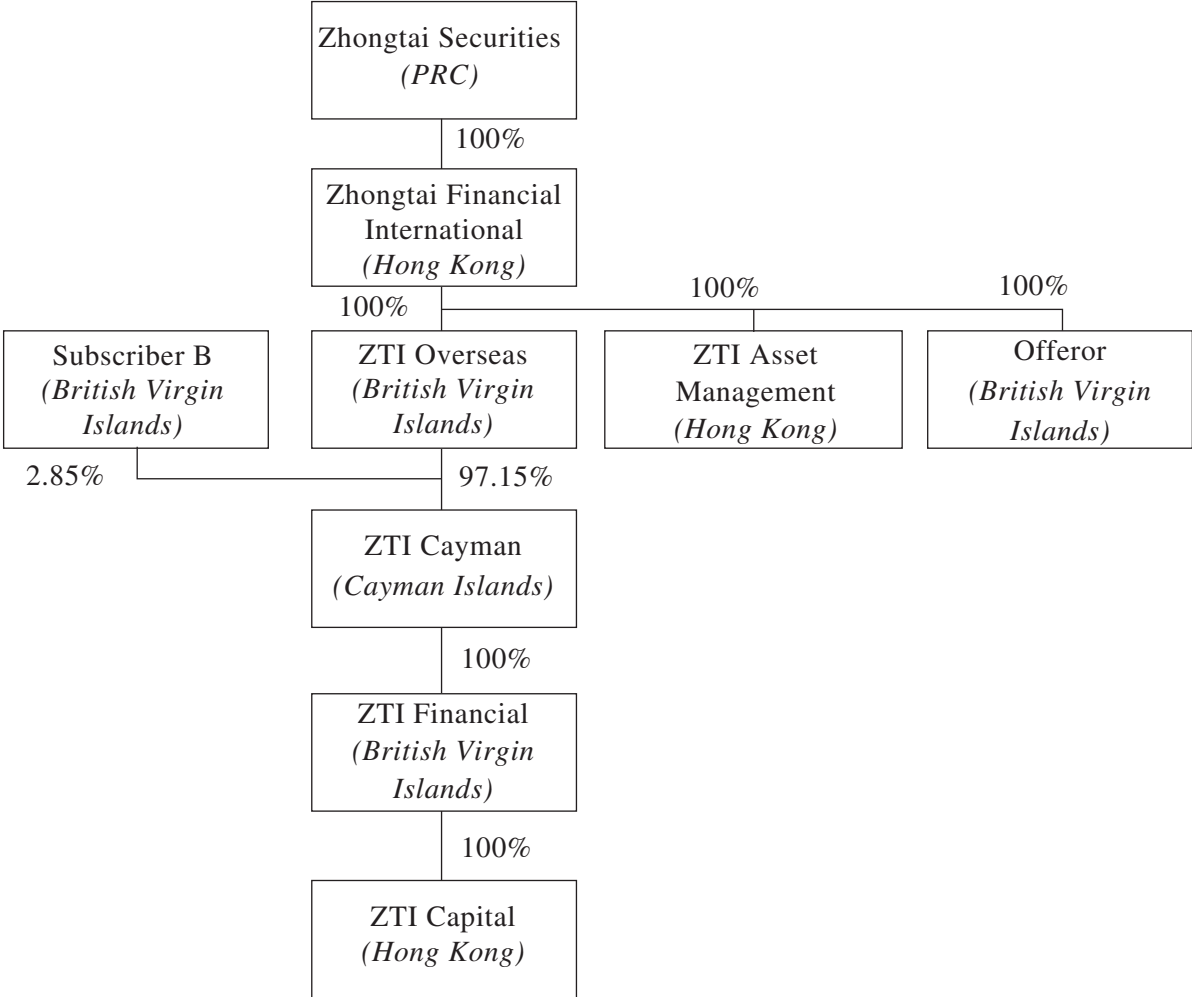 Zhongtai Securities
(PRC)
100%
Zhongtai Financial
International
(Hong Kong)
100%
100%
100%
Subscriber B
(British Virgin
Islands)
ZTI Overseas
(British Virgin
Islands)
ZTI Asset
Management
(Hong Kong)
Offeror
(British Virgin
Islands)
2.85%
97.15%
ZTI Cayman
(Cayman Islands)
100%
ZTI Financial
(British Virgin
Islands)
100%
ZTI Capital
(Hong Kong)